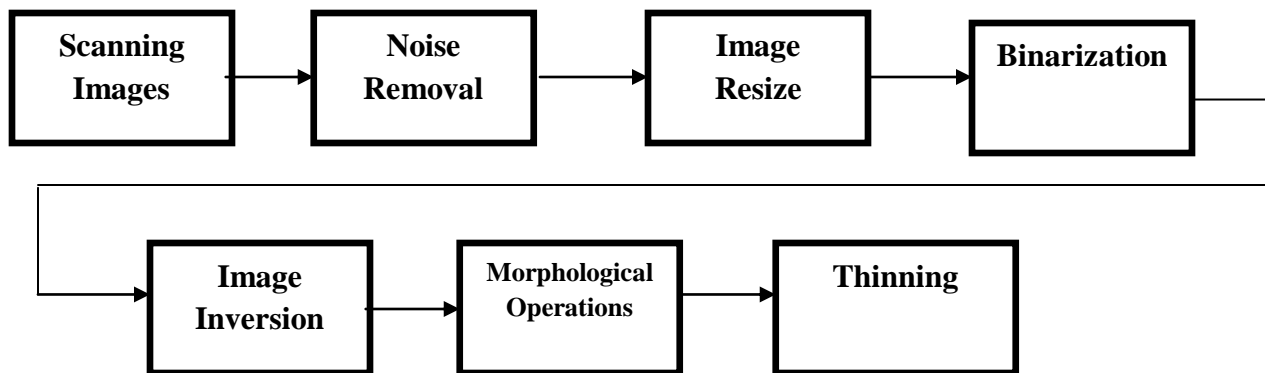 Scanning
Images
Noise
Removal
Image
Resize
Binarization
Image
Inversion
Morphological
Operations
Thinning